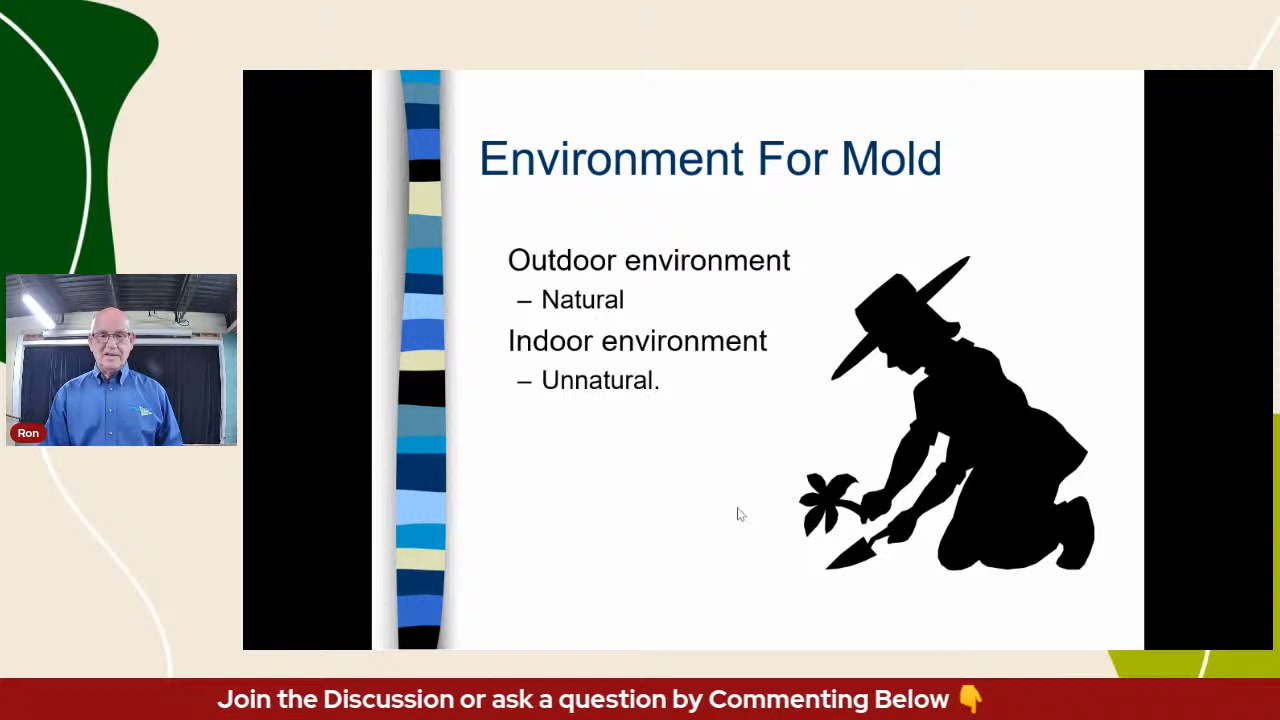 Environment For Mold
Outdoor environment
– Natural
Indoor environment
– Unnatural.
Ron
Join the Discussion or ask a question by Commenting Below 👇